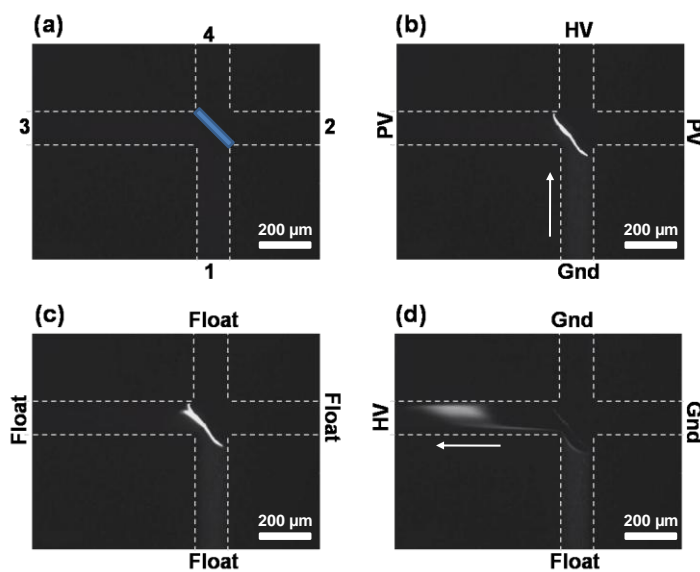 (a)
4
3
2
200 µm
1
(b)
HV
PV
PV
200 µm
Gnd
(c)
Float
Float
Float
200 µm
Float
(d)
Gnd
HV
Gnd
200 µm
Float